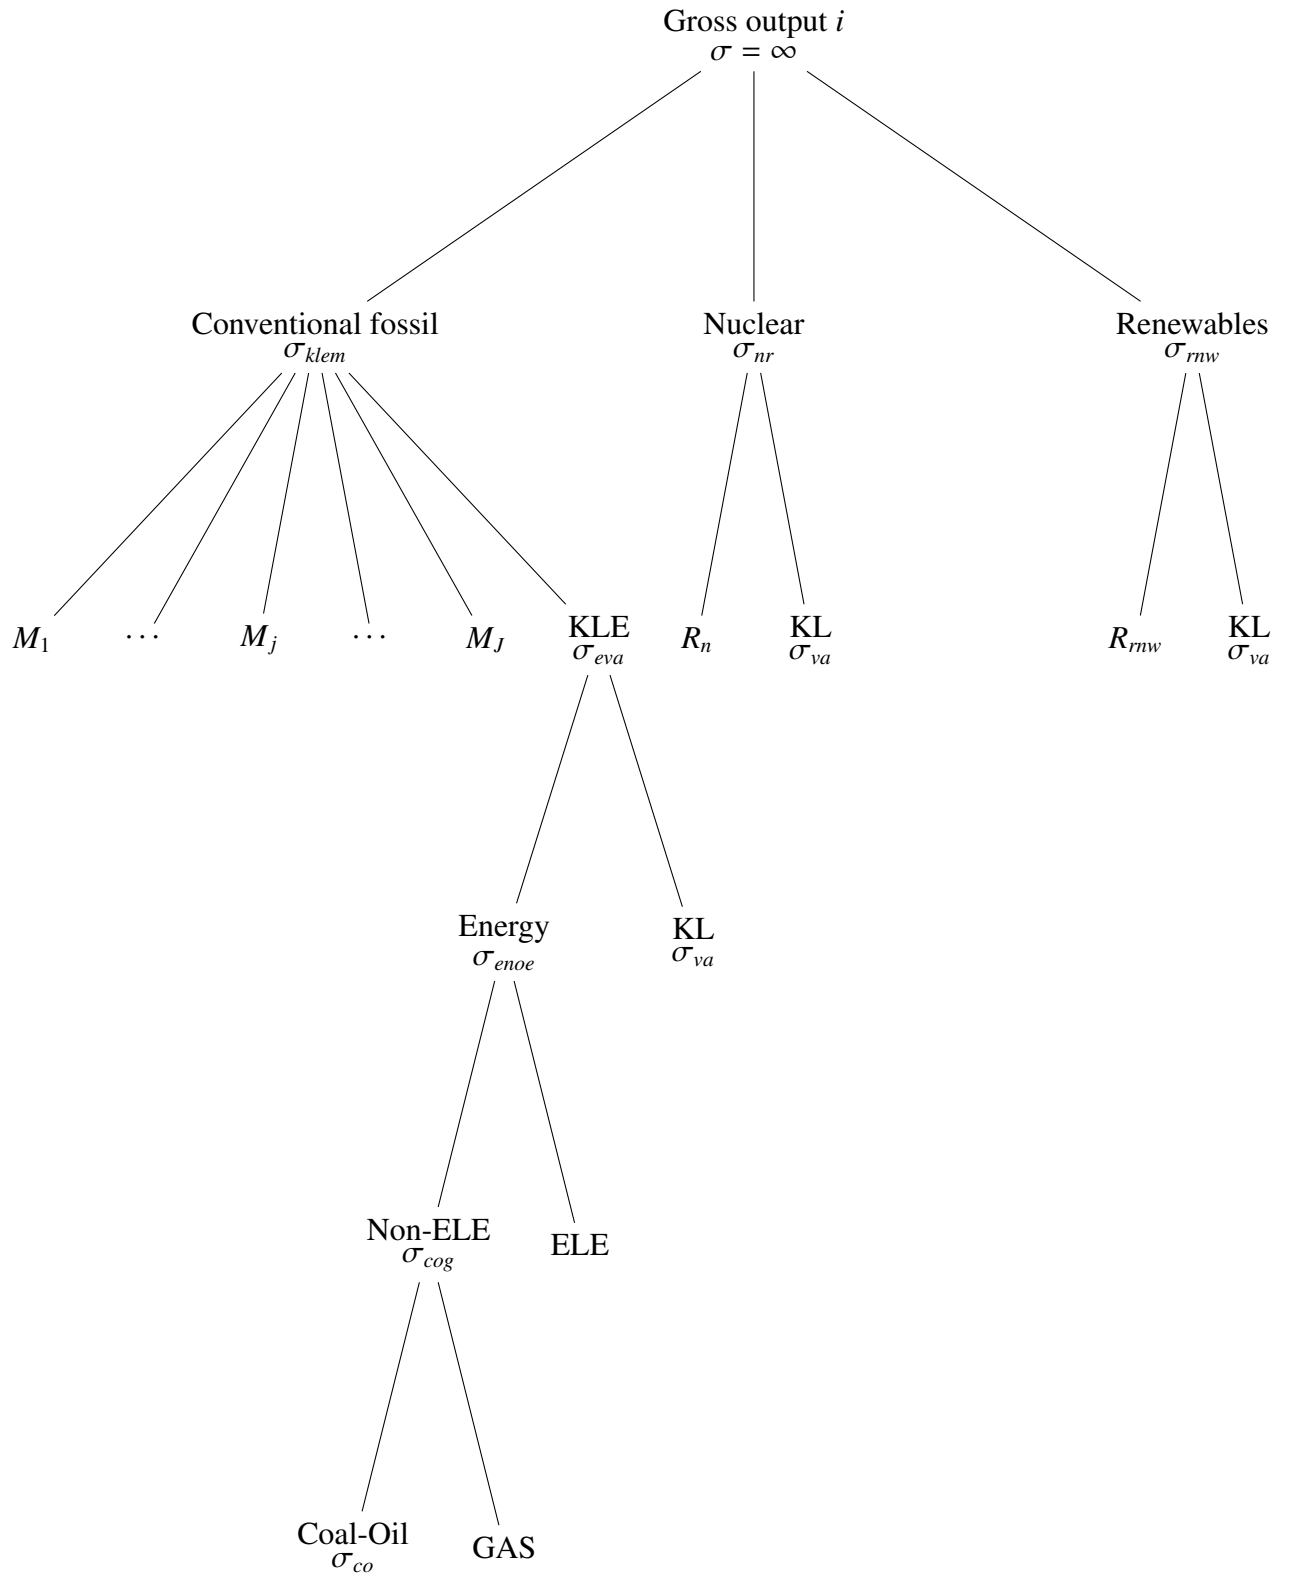 Gross output i
σ = ∞
Conventional fossil
σ_klem
Nuclear
σ_nr
Renewables
σ_rnw
M_1
⋯
M_j
⋯
M_J
KLE
σ_eva
R_n
KL
σ_va
R_rnw
KL
σ_va
Energy
σ_enoe
KL
σ_va
Non-ELE
σ_cog
ELE
Coal-Oil
σ_co
GAS